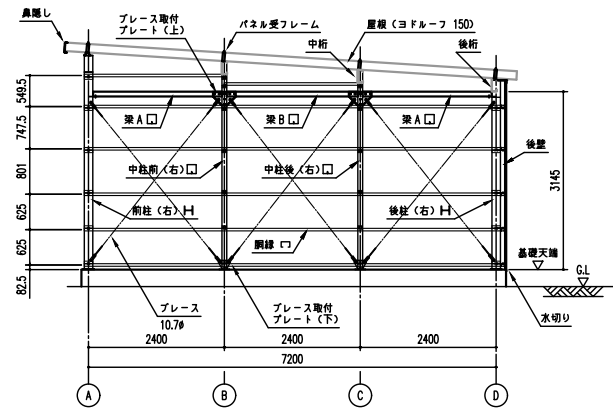 鼻隠し
ブレース取付
プレート(上)
パネル受フレーム
中桁
屋根(ヨドルーフ 150)
後桁
549.5
747.5
801
625
625
82.5
梁A
梁B
梁A
後壁
3145
中柱前(右)
中柱後(右)
前柱(右)
後柱(右)
胴縁
基礎天端
G.L
水切り
ブレース
10.7φ
ブレース取付
プレート(下)
2400
2400
2400
7200
A
B
C
D